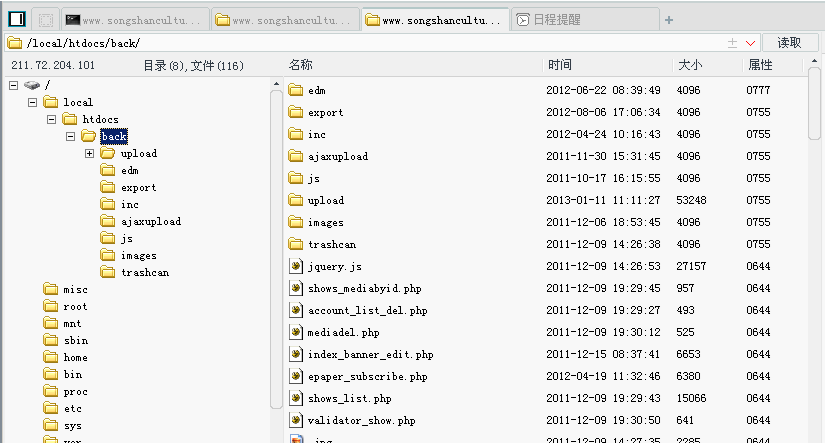 www.songshancultu... www.songshancultu... www.songshancultu... 日程提醒
/local/htdocs/back/ 读取
211.72.204.101 目录(8),文件(116) 名称 时间 大小 属性
/
local
htdocs
back
upload
edm
export
inc
ajaxupload
js
images
trashcan
misc
root
mnt
sbin
home
bin
proc
etc
sys
edm 2012-06-22 08:39:49 4096 0777
export 2012-08-06 17:06:34 4096 0755
inc 2012-04-24 10:16:43 4096 0755
ajaxupload 2011-11-30 15:31:45 4096 0755
js 2011-10-17 16:15:55 4096 0755
upload 2013-01-11 11:11:27 53248 0755
images 2011-12-06 18:53:45 4096 0755
trashcan 2011-12-09 14:26:38 4096 0755
jquery.js 2011-12-09 14:26:53 27157 0644
shows_mediabyid.php 2011-12-09 19:29:45 957 0644
account_list_del.php 2011-12-09 19:29:27 493 0644
mediadel.php 2011-12-09 19:30:12 525 0644
index_banner_edit.php 2011-12-15 08:37:41 6653 0644
epaper_subscribe.php 2012-04-19 11:32:46 6380 0644
shows_list.php 2011-12-09 19:29:43 15066 0644
validator_show.php 2011-12-09 19:30:50 641 0644
2011-12-09 14:27:35 2285 0644